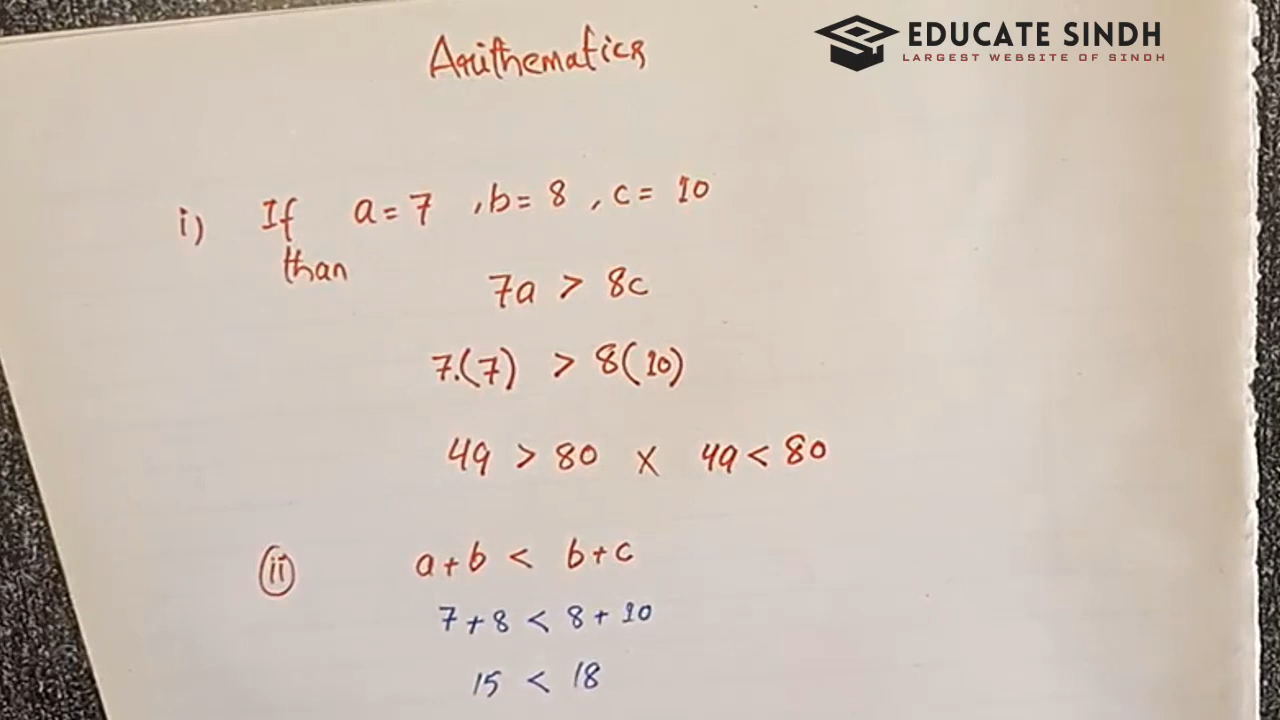 EDUCATE SINDH
LARGEST WEBSITE OF SINDH
Arithematics
i) If a = 7 , b = 8 , c = 10
than
7a > 8c
7.(7) > 8(10)
49 > 80 x 49 < 80
(ii) a + b < b + c
7 + 8 < 8 + 10
15 < 18